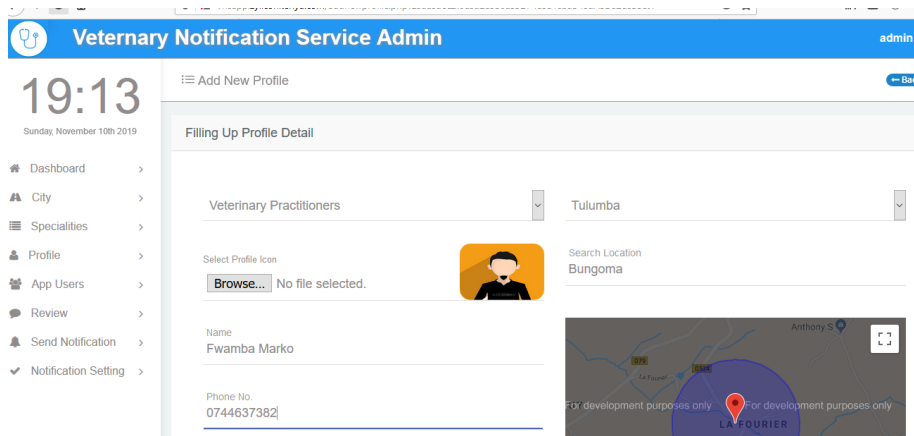 Veternary Notification Service Admin
admin
19:13
Sunday, November 10th 2019
Dashboard
City
Specialities
Profile
App Users
Review
Send Notification
Notification Setting
Add New Profile
Filling Up Profile Detail
Veterinary Practitioners
Tulumba
Select Profile Icon
Browse... No file selected.
Search Location
Bungoma
Name
Fwamba Marko
Phone No.
0744637382
Anthony S
La Fourier
For development purposes only
For development purposes only
LA FOURIER